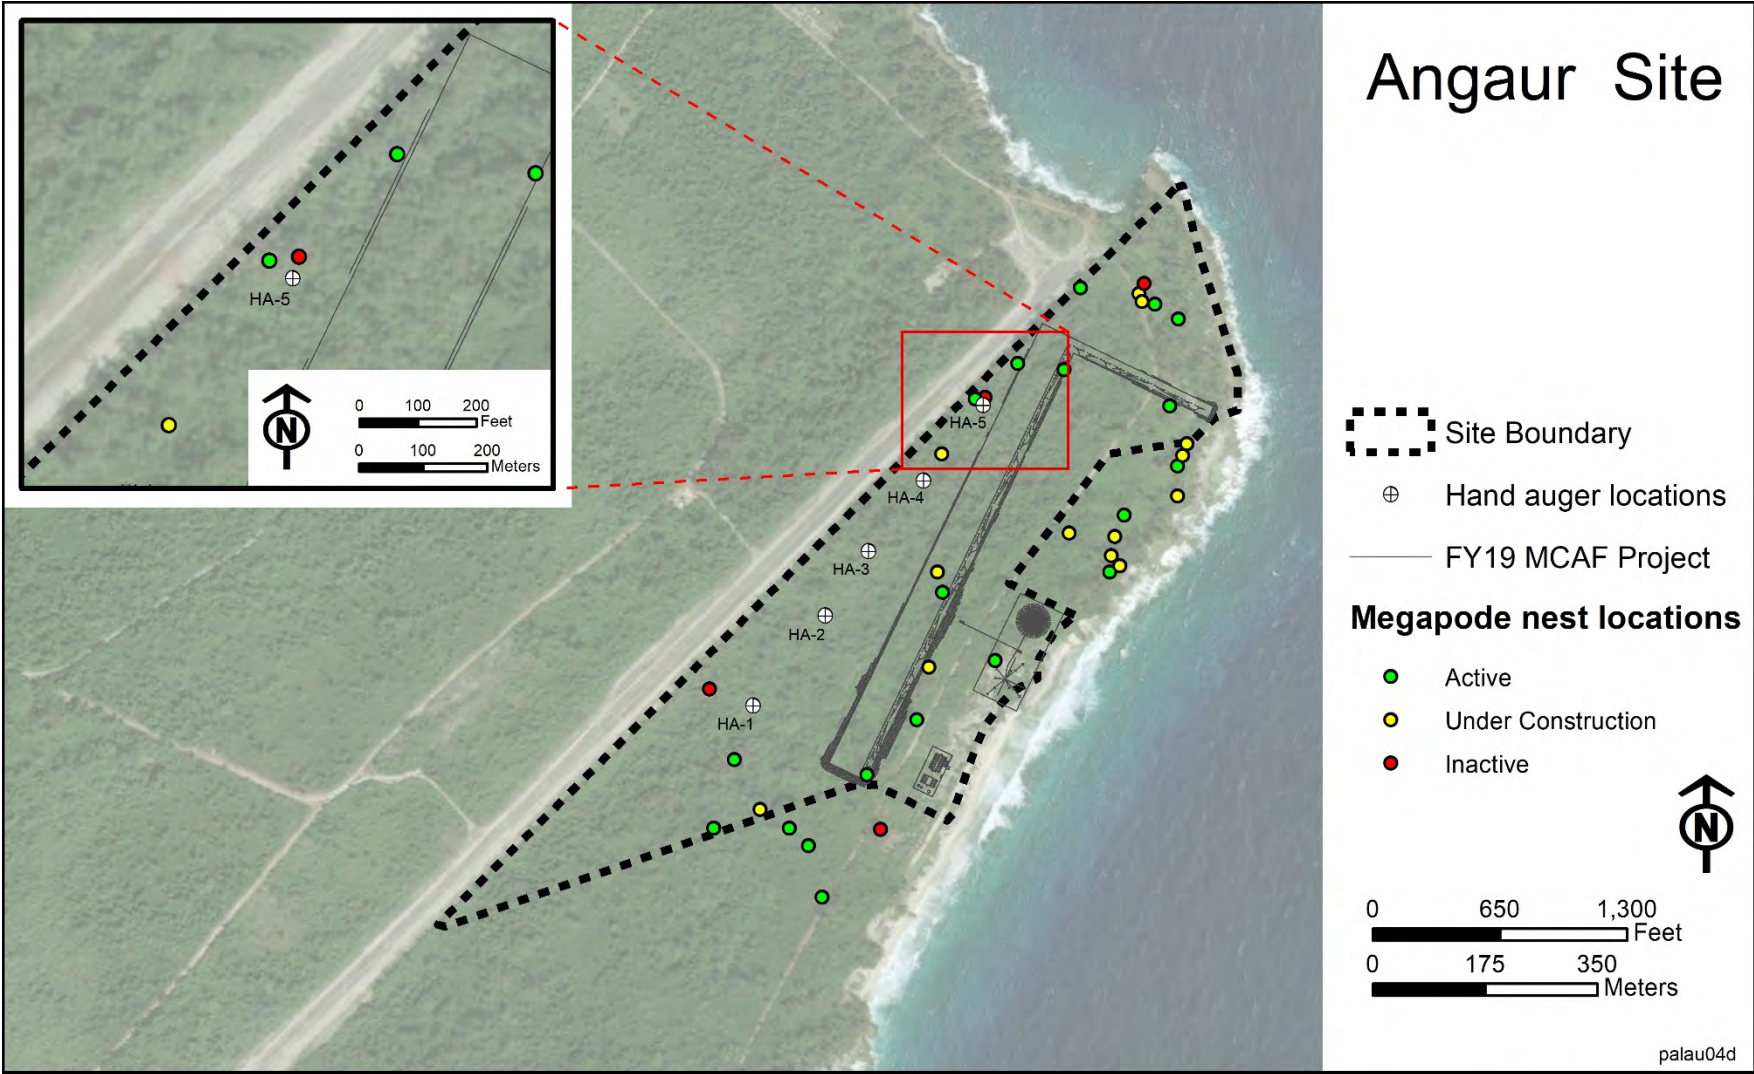 Angaur Site
HA-5
N
0 100 200
Feet
0 100 200
Meters
HA-5
HA-4
HA-3
HA-2
HA-1
Site Boundary
Hand auger locations
FY19 MCAF Project
Megapode nest locations
Active
Under Construction
Inactive
N
0 650 1,300
Feet
0 175 350
Meters
palau04d